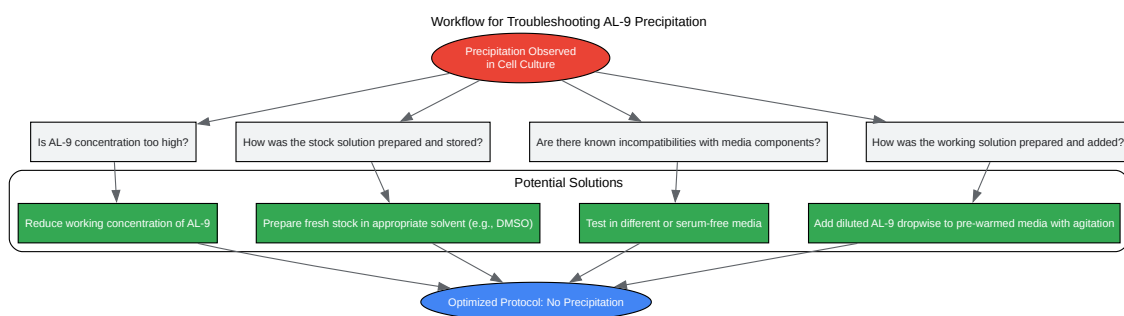 Workflow for Troubleshooting AL-9 Precipitation
Precipitation Observed
in Cell Culture
Is AL-9 concentration too high?
How was the stock solution prepared and stored?
Are there known incompatibilities with media components?
How was the working solution prepared and added?
Potential Solutions
Reduce working concentration of AL-9
Prepare fresh stock in appropriate solvent (e.g., DMSO)
Test in different or serum-free media
Add diluted AL-9 dropwise to pre-warmed media with agitation
Optimized Protocol: No Precipitation